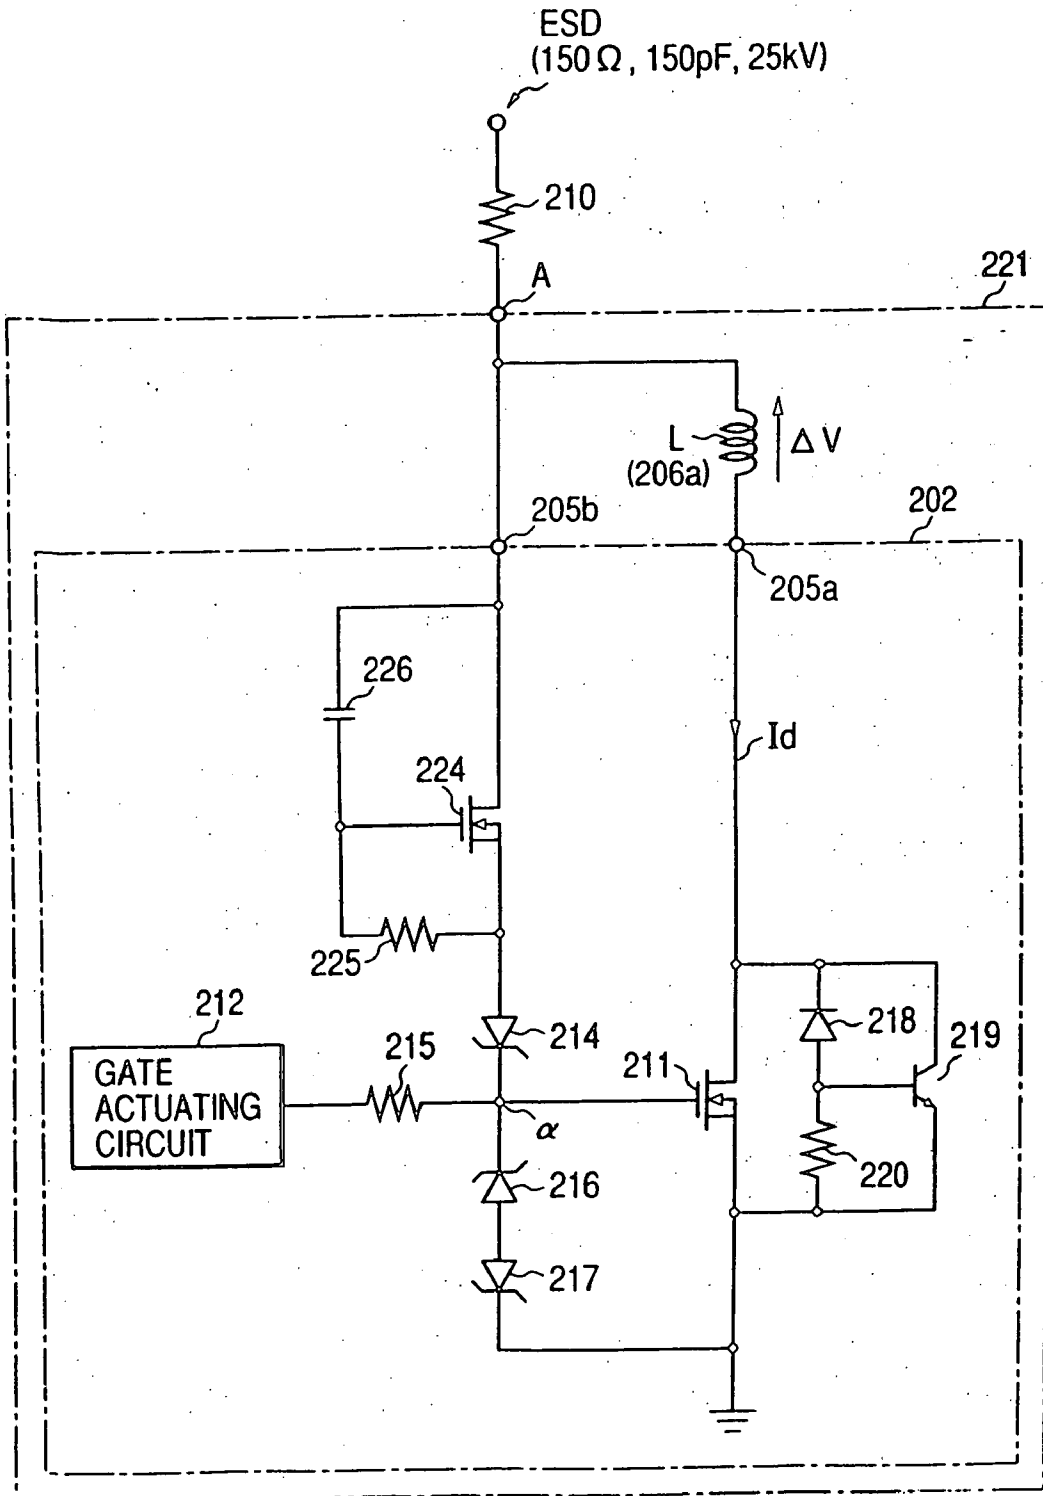 ESD
(150Ω, 150pF, 25kV)
210
A
221
L
(206a)
ΔV
205b
202
205a
226
Id
224
225
212
GATE
ACTUATING
CIRCUIT
215
214
α
211
218
219
216
220
217